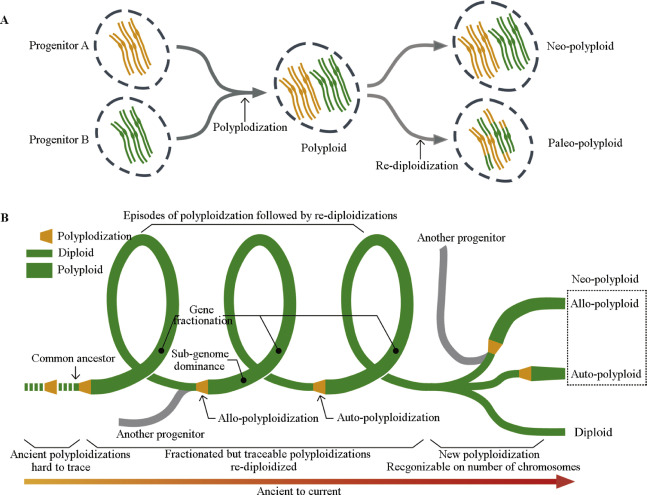 A
Progenitor A
Progenitor B
Polyplodization
Polyploid
Re-diploidization
Neo-polyploid
Paleo-polyploid
B
Episodes of polyploidzation followed by re-diploidizations
Polyplodization
Diploid
Polyploid
Another progenitor
Neo-polyploid
Allo-polyploid
Gene
fractionation
Common ancestor
Sub-genome
dominance
Auto-polyploid
Allo-polyploidization
Auto-polyploidization
Another progenitor
Diploid
Ancient polyploidizations
hard to trace
Fractionated but traceable polyploidizations
re-diploidized
New polyploidization
Recgonizable on number of chromosomes
Ancient to current